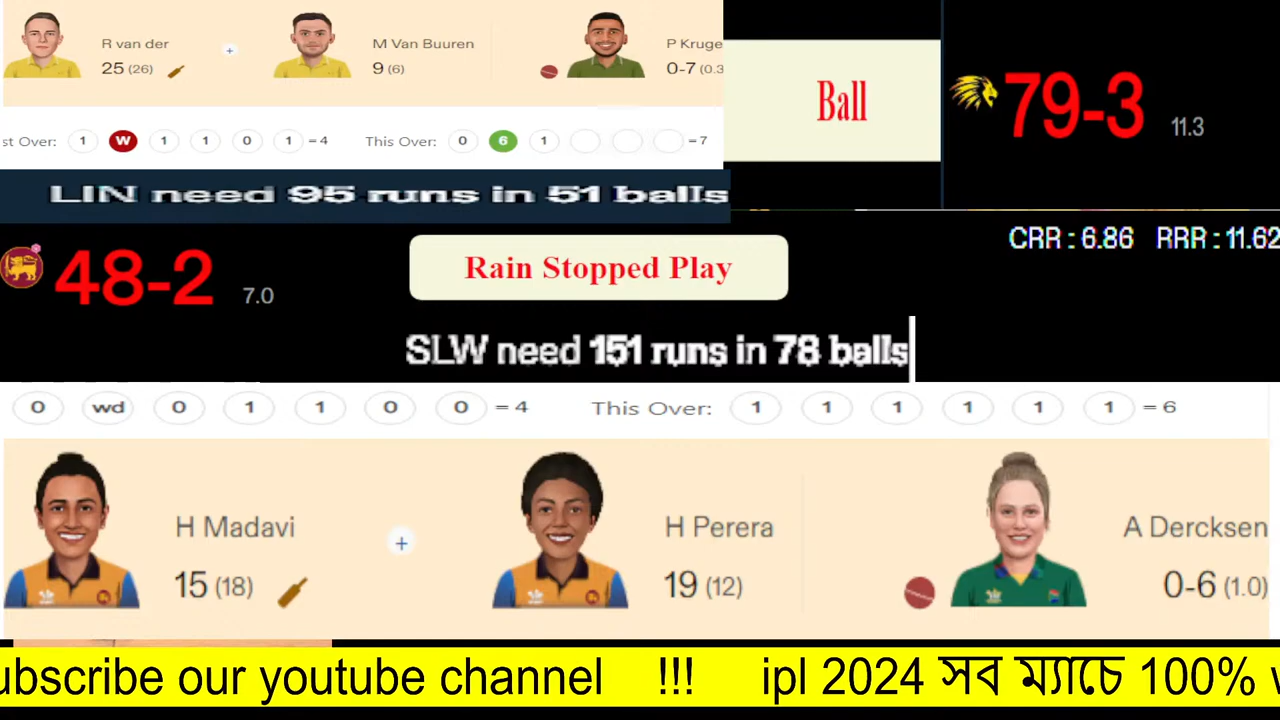 R van der
25 (26)
M Van Buuren
9 (6)
P Kruge
0-7 (0.3
st Over: 1 W 1 1 0 1 = 4 This Over: 0 6 1 = 7
Ball
79-3 11.3
LIN need 95 runs in 51 balls
CRR : 6.86 RRR : 11.62
48-2 7.0
Rain Stopped Play
SLW need 151 runs in 78 balls
0 wd 0 1 1 0 0 = 4 This Over: 1 1 1 1 1 1 = 6
H Madavi
15 (18)
+
H Perera
19 (12)
A Dercksen
0-6 (1.0)
ubscribe our youtube channel !!! ipl 2024 সব ম্যাচে 100%